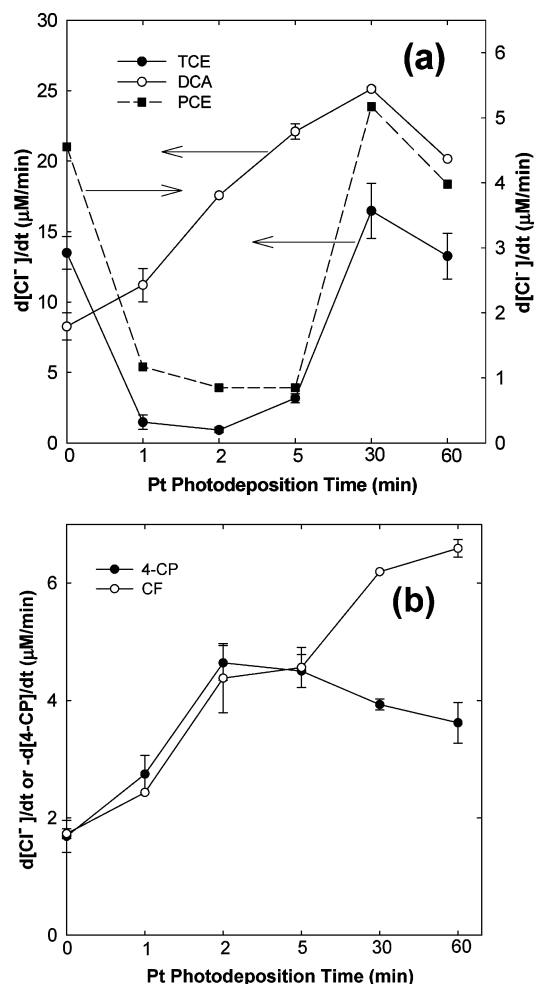 (a)
TCE
DCA
PCE
30
25
20
15
10
5
0
d[Cl⁻]/dt (μM/min)
6
5
4
3
2
1
0
d[Cl⁻]/dt (μM/min)
0 1 2 5 30 60
Pt Photodeposition Time (min)
(b)
4-CP
CF
6
4
2
0
d[Cl⁻]/dt or -d[4-CP]/dt (μM/min)
0 1 2 5 30 60
Pt Photodeposition Time (min)